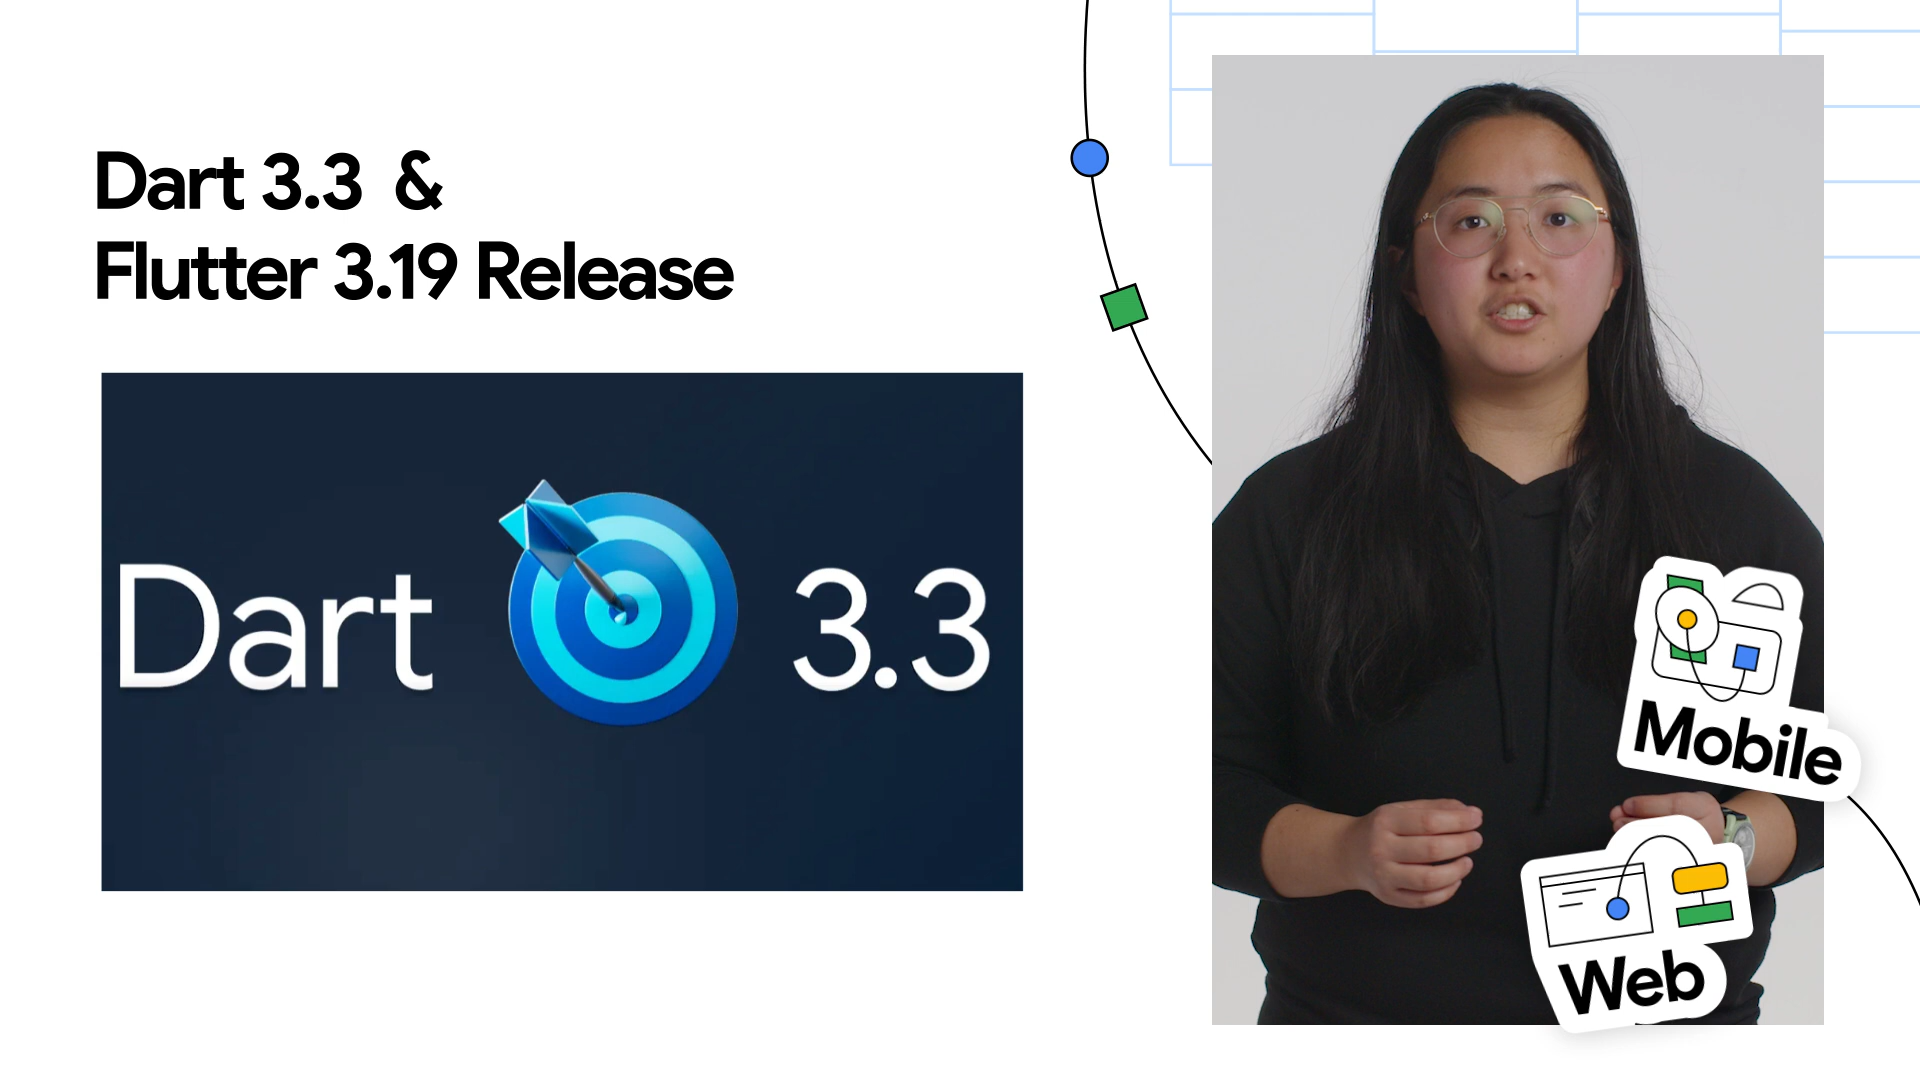 Dart 3.3 &
Flutter 3.19 Release
Dart 3.3
Mobile
Web